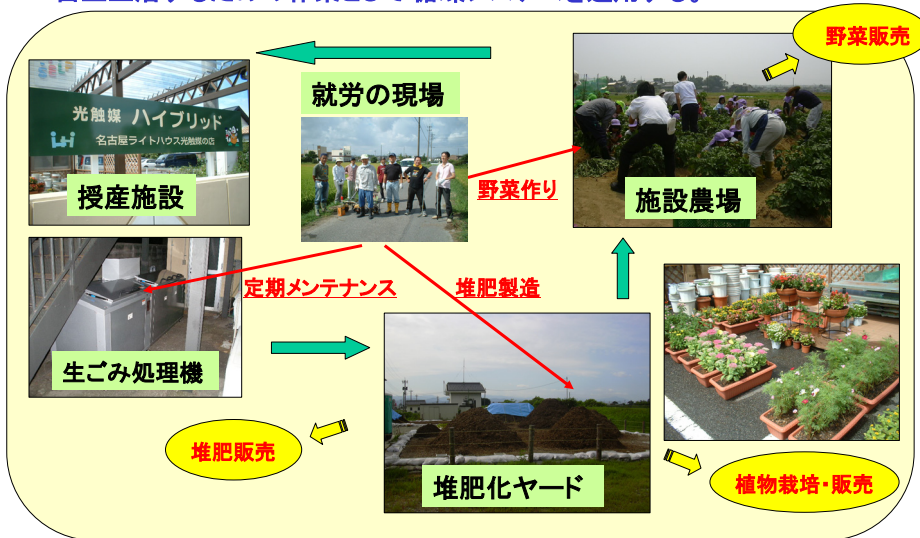 野菜販売
就労の現場
光触媒 ハイブリッド
名古屋ライトハウス光触媒の店
授産施設
野菜作り
施設農場
定期メンテナンス
堆肥製造
生ごみ処理機
堆肥販売
堆肥化ヤード
植物栽培・販売